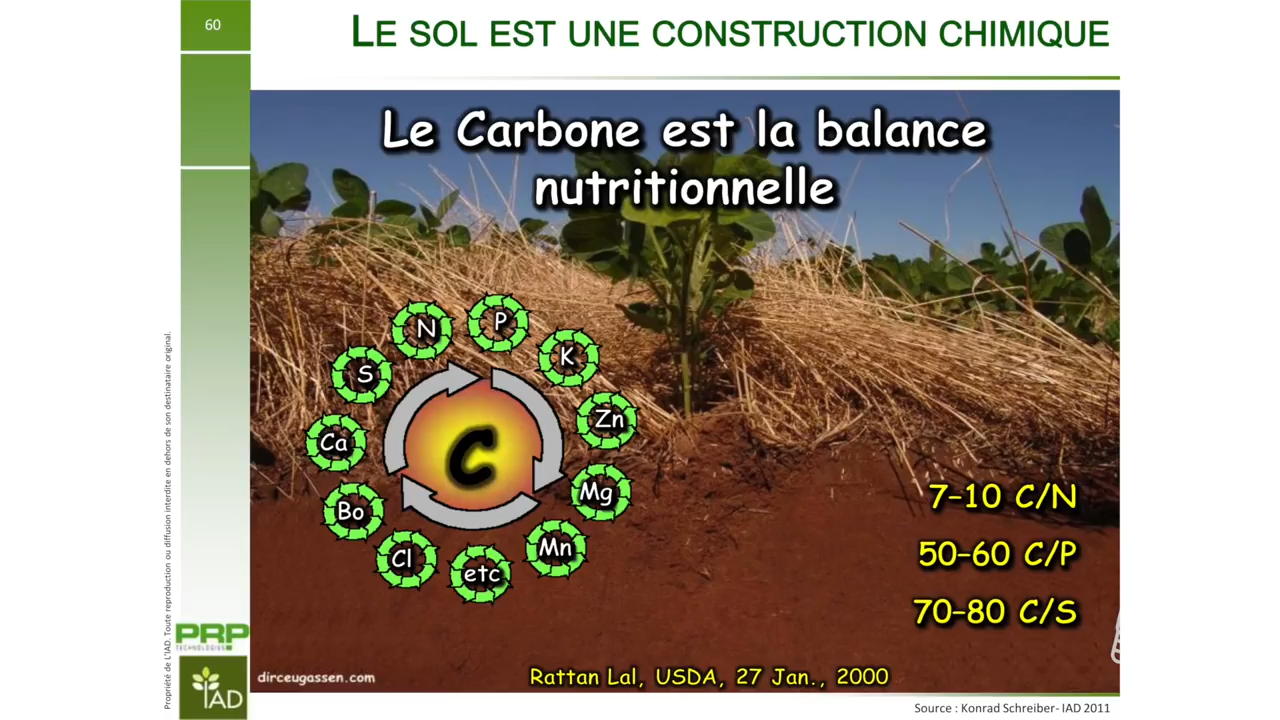 60
LE SOL EST UNE CONSTRUCTION CHIMIQUE
Le Carbone est la balance
nutritionnelle
N
P
K
S
Zn
Ca
C
Mg
Bo
Mn
Cl
etc
7-10 C/N
50-60 C/P
70-80 C/S
Propriété de L'IAD. Toute reproduction ou diffusion interdite en dehors de son destinataire original.
PRP
TECHNOLOGIES
IAD
dirceugassen.com
Rattan Lal, USDA, 27 Jan., 2000
Source : Konrad Schreiber- IAD 2011